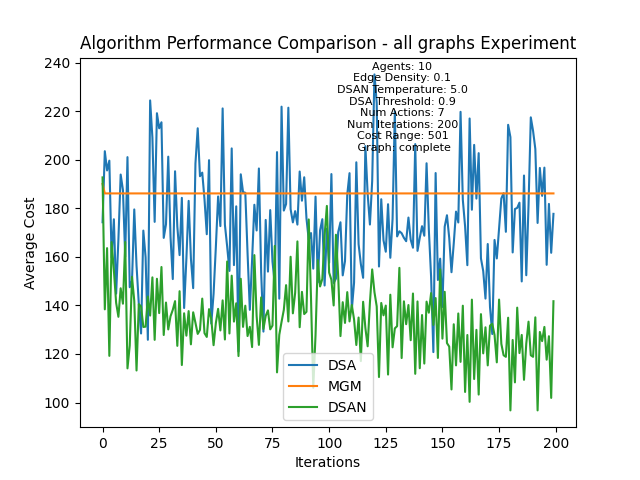 Algorithm Performance Comparison - all graphs Experiment
Agents: 10
Edge Density: 0.1
DSAN Temperature: 5.0
DSA Threshold: 0.9
Num Actions: 7
Num Iterations: 200
Cost Range: 501
Graph: complete
Average Cost
240
220
200
180
160
140
120
100
DSA
MGM
DSAN
0
25
50
75
100
125
150
175
200
Iterations